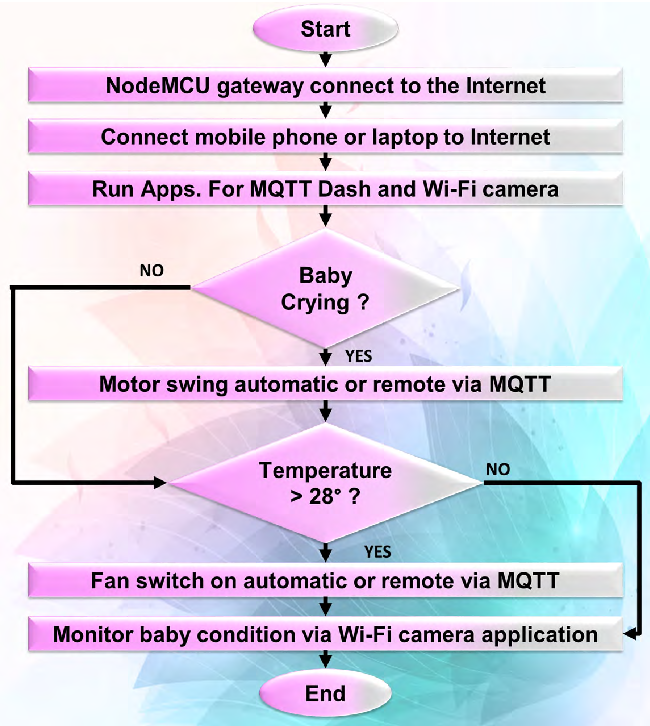 Start
NodeMCU gateway connect to the Internet
Connect mobile phone or laptop to Internet
Run Apps. For MQTT Dash and Wi-Fi camera
NO
Baby
Crying ?
YES
Motor swing automatic or remote via MQTT
Temperature
> 28° ?
NO
YES
Fan switch on automatic or remote via MQTT
Monitor baby condition via Wi-Fi camera application
End